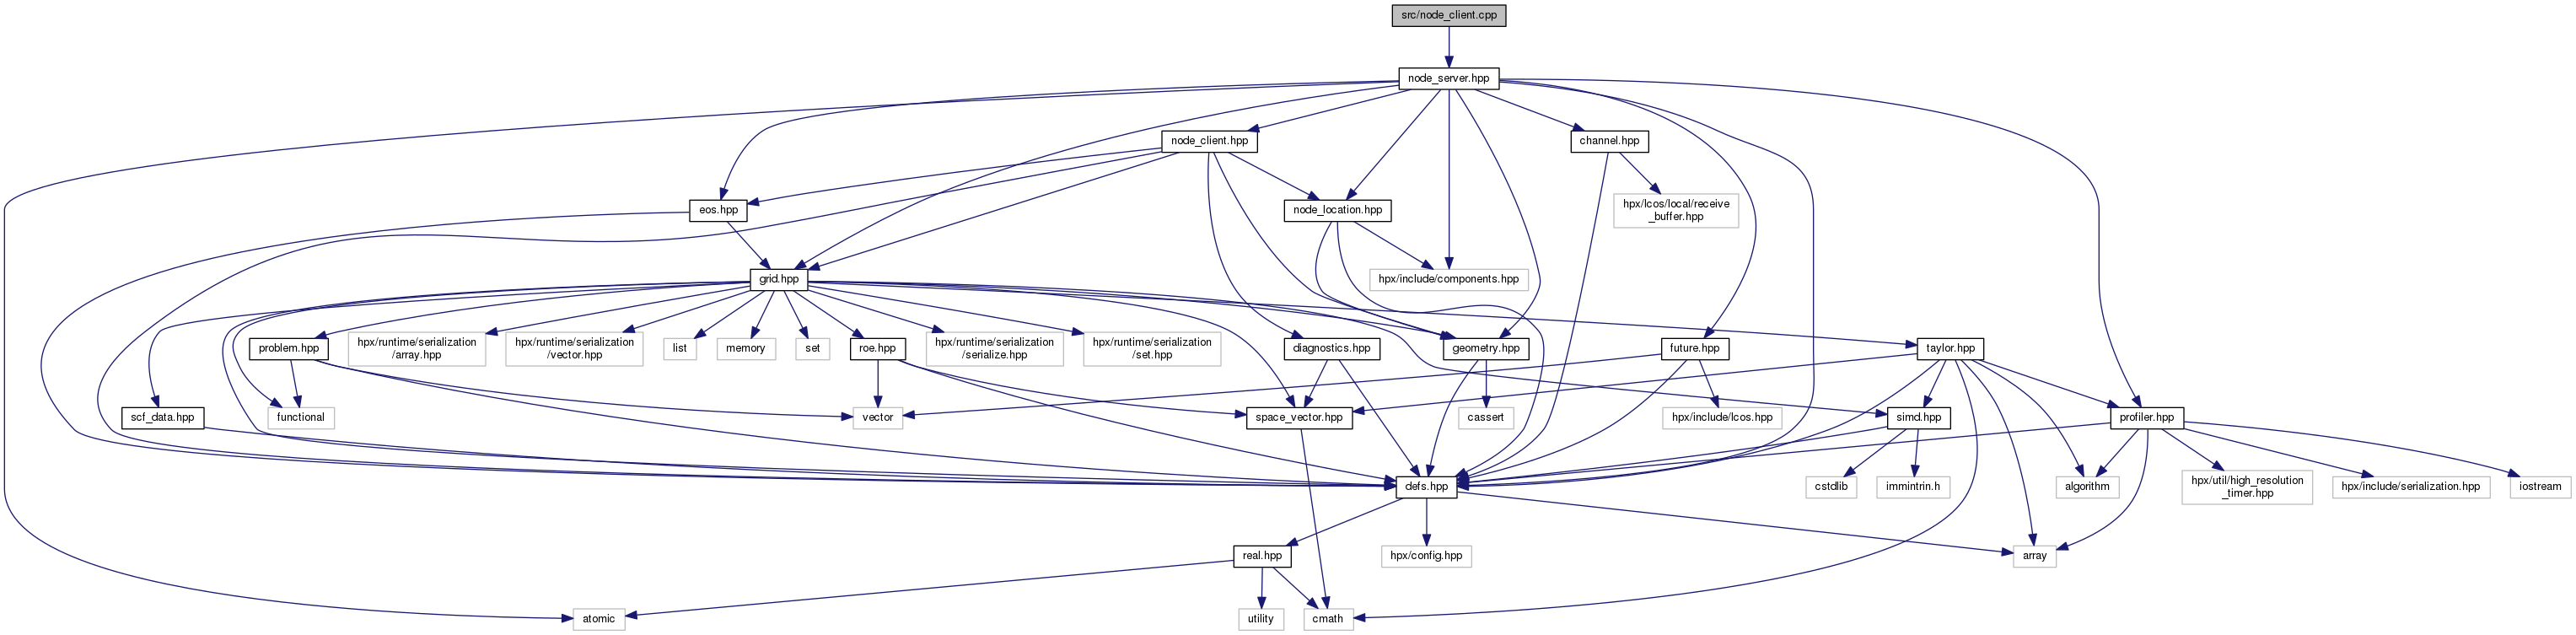 src/node_client.cpp
node_server.hpp
node_client.hpp
channel.hpp
eos.hpp
node_location.hpp
hpx/lcos/local/receive
_buffer.hpp
grid.hpp
hpx/include/components.hpp
problem.hpp
hpx/runtime/serialization
/array.hpp
hpx/runtime/serialization
/vector.hpp
list
memory
set
roe.hpp
hpx/runtime/serialization
/serialize.hpp
hpx/runtime/serialization
/set.hpp
diagnostics.hpp
geometry.hpp
future.hpp
taylor.hpp
scf_data.hpp
functional
vector
space_vector.hpp
cassert
hpx/include/lcos.hpp
simd.hpp
profiler.hpp
defs.hpp
cstdlib
immintrin.h
algorithm
hpx/util/high_resolution
_timer.hpp
hpx/include/serialization.hpp
iostream
real.hpp
hpx/config.hpp
array
atomic
utility
cmath